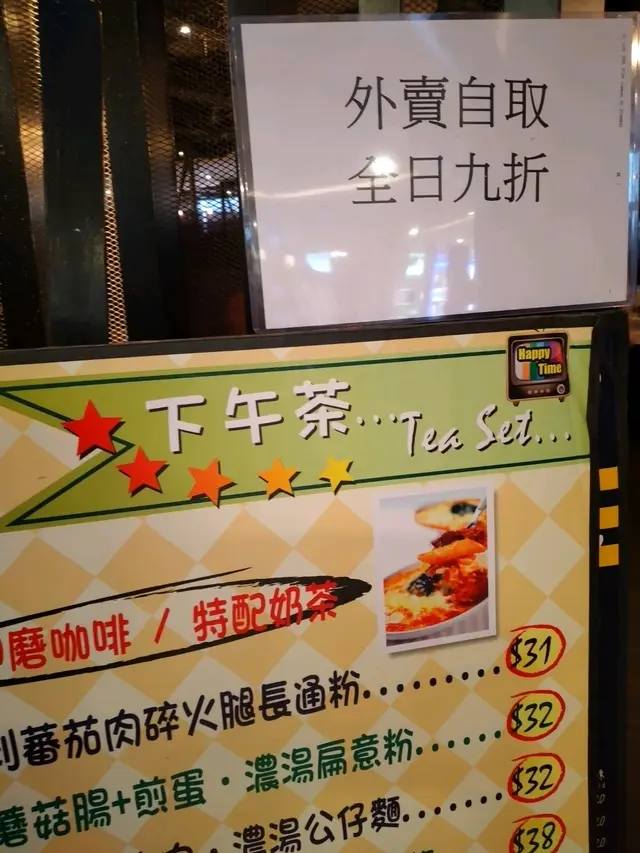 外賣自取
全日九折
Happy
Time
下午茶...Tea Set...
磨咖啡 / 特配奶茶
蕃茄肉碎火腿長通粉.........$31
蘑菇腸+煎蛋·濃湯扁意粉......$32
濃湯公仔麵.......$32
$38